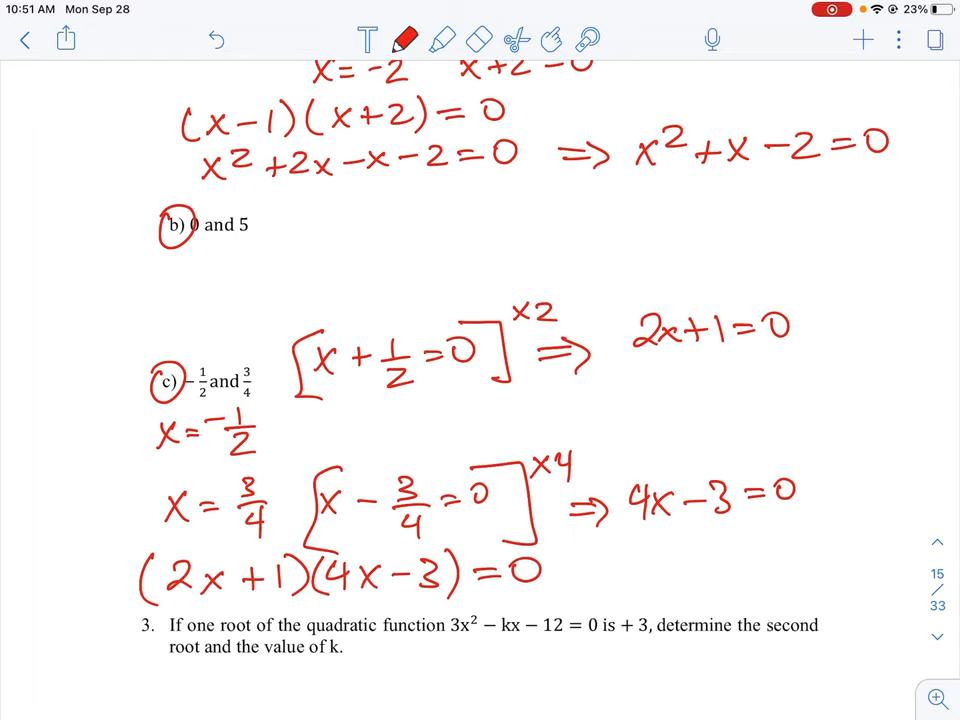 10:51 AM Mon Sep 28 23%
x = -2 x+2 = 0
(x-1)(x+2) = 0
x² +2x -x -2 = 0 ⇒ x² +x -2 = 0
b) 0 and 5
[x + 1/2 = 0] x2 ⇒ 2x+1 = 0
c) − 1/2 and 3/4
x = -1/2
x = 3/4 [x - 3/4 = 0] x4 ⇒ 4x -3 = 0
(2x +1)(4x -3) = 0
3. If one root of the quadratic function 3x² − kx − 12 = 0 is + 3, determine the second
root and the value of k.
15
/
33